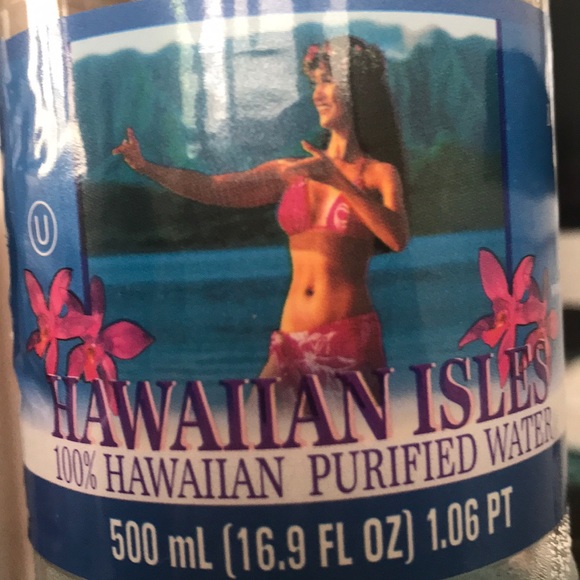 U
HAWAIIAN ISLES
100% HAWAIIAN PURIFIED WATER
500 mL (16.9 FL OZ) 1.06 PT